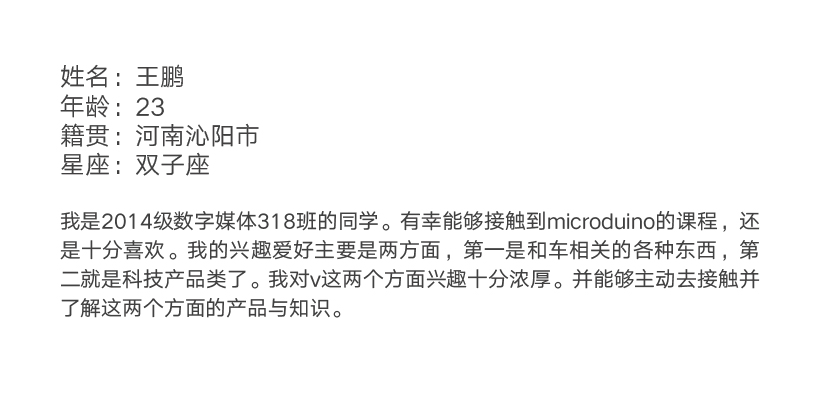 姓名：王鹏
年龄：23
籍贯：河南沁阳市
星座：双子座
我是2014级数字媒体318班的同学。有幸能够接触到microduino的课程，还
是十分喜欢。我的兴趣爱好主要是两方面，第一是和车相关的各种东西，第
二就是科技产品类了。我对v这两个方面兴趣十分浓厚。并能够主动去接触并
了解这两个方面的产品与知识。